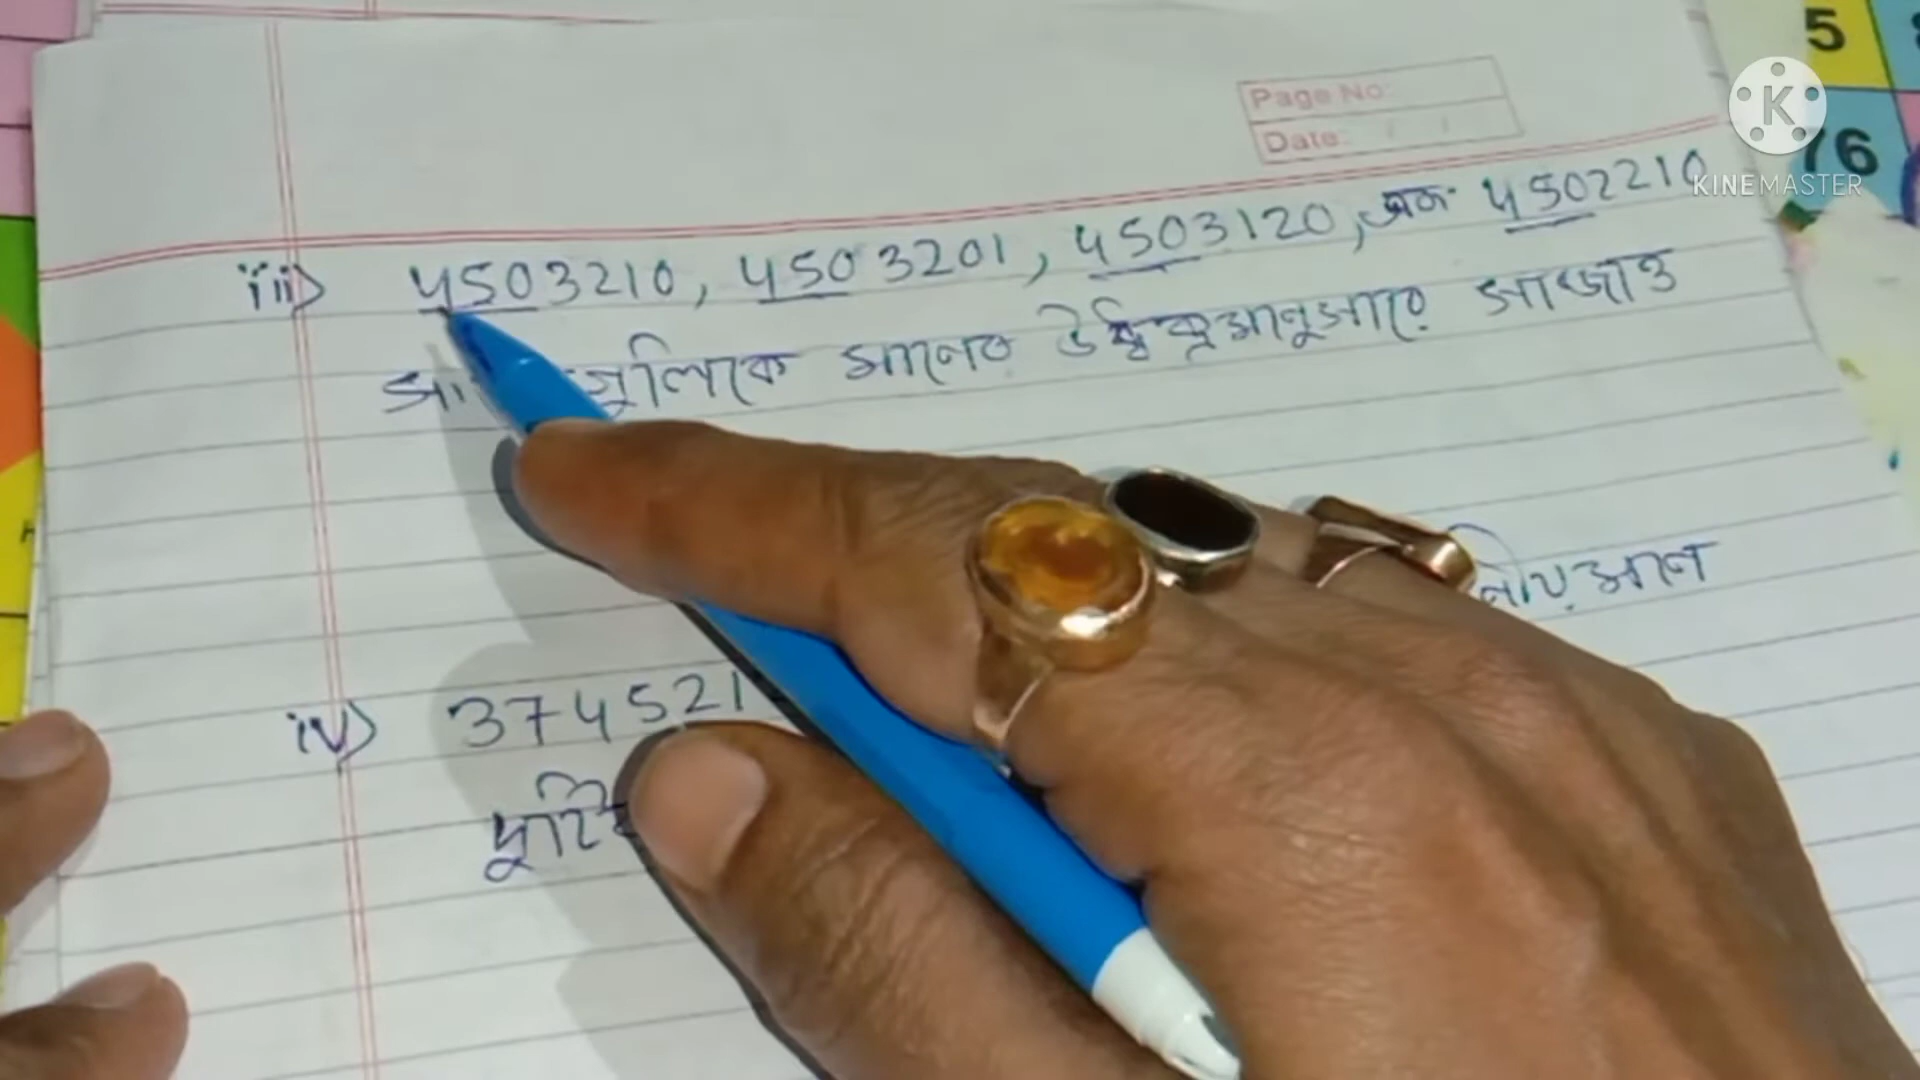 5
76
KINEMASTER
Page No:
Date:
iii) 4503210, 4503201, 4503120, এবং 4502210
গুলিকে মানের ঊর্ধ্বক্রমানুসারে সাজাও
iv) 374521